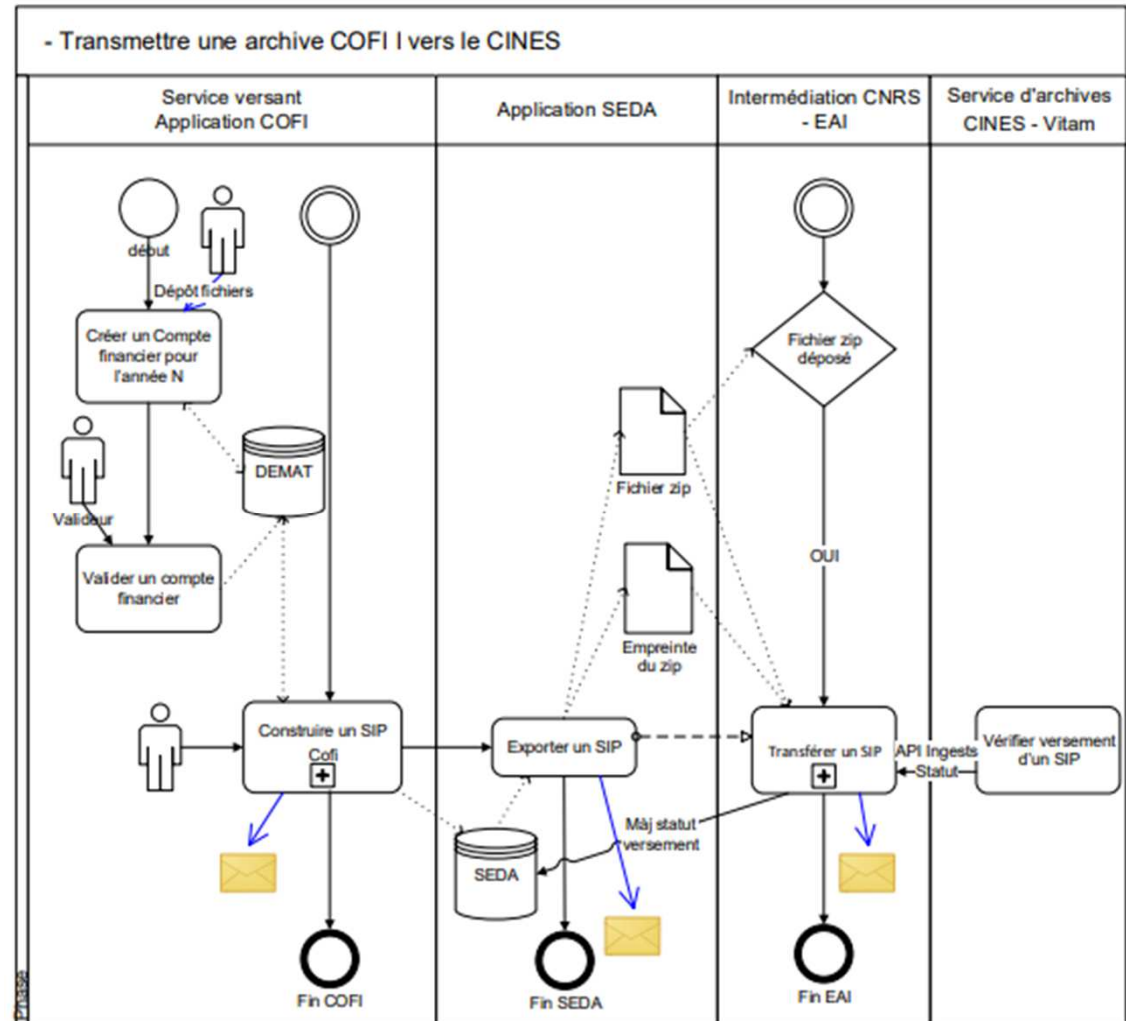 - Transmettre une archive COFI I vers le CINES
Service versant
Application COFI
Application SEDA
Intermédiation CNRS
- EAI
Service d'archives
CINES - Vitam
début
Dépôt fichiers
Créer un Compte
financier pour
l'année N
Fichier zip
déposé
DEMAT
Fichier zip
Valideur
OUI
Valider un compte
financier
Empreinte
du zip
Construire un SIP
Cofi
Exporter un SIP
Transférer un SIP
API Ingests
Statut
Vérifier versement
d'un SIP
Màj statut
versement
SEDA
Fin COFI
Fin SEDA
Fin EAI
Phase